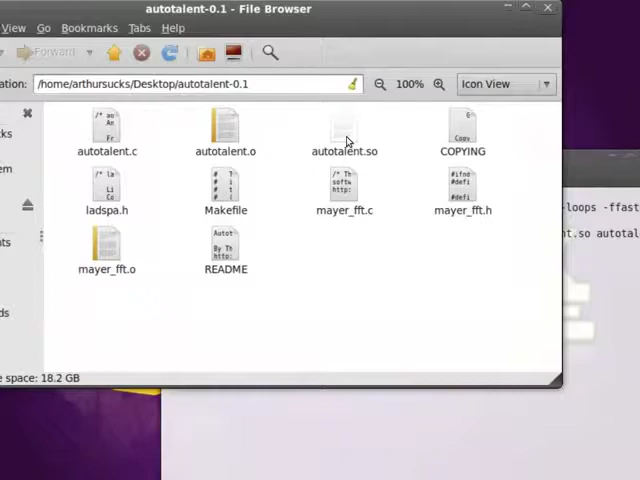 autotalent-0.1 - File Browser
View Go Bookmarks Tabs Help
Forward
ation: /home/arthursucks/Desktop/autotalent-0.1 100% Icon View
autotalent.c autotalent.o autotalent.so COPYING
ladspa.h Makefile mayer_fft.c mayer_fft.h
mayer_fft.o README
e space: 18.2 GB
-loops -ffast
nt.so autotal